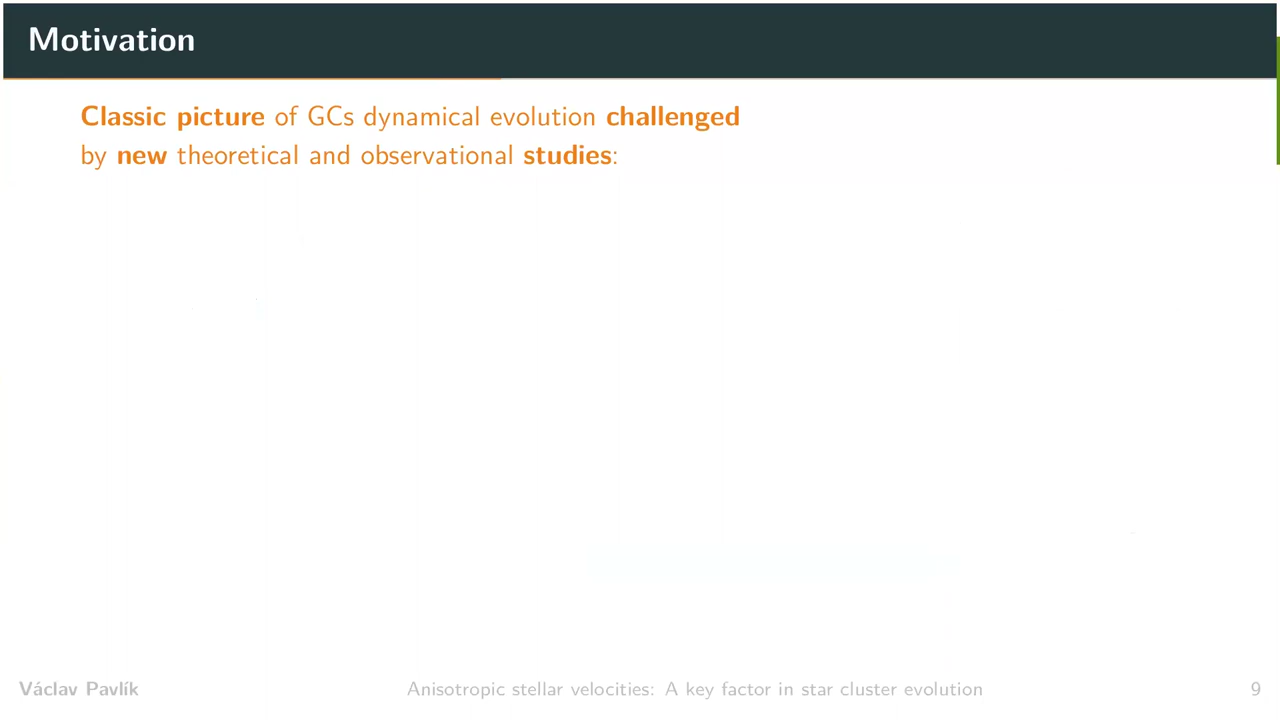 Motivation
Classic picture of GCs dynamical evolution challenged
by new theoretical and observational studies:
Václav Pavlík
Anisotropic stellar velocities: A key factor in star cluster evolution
9